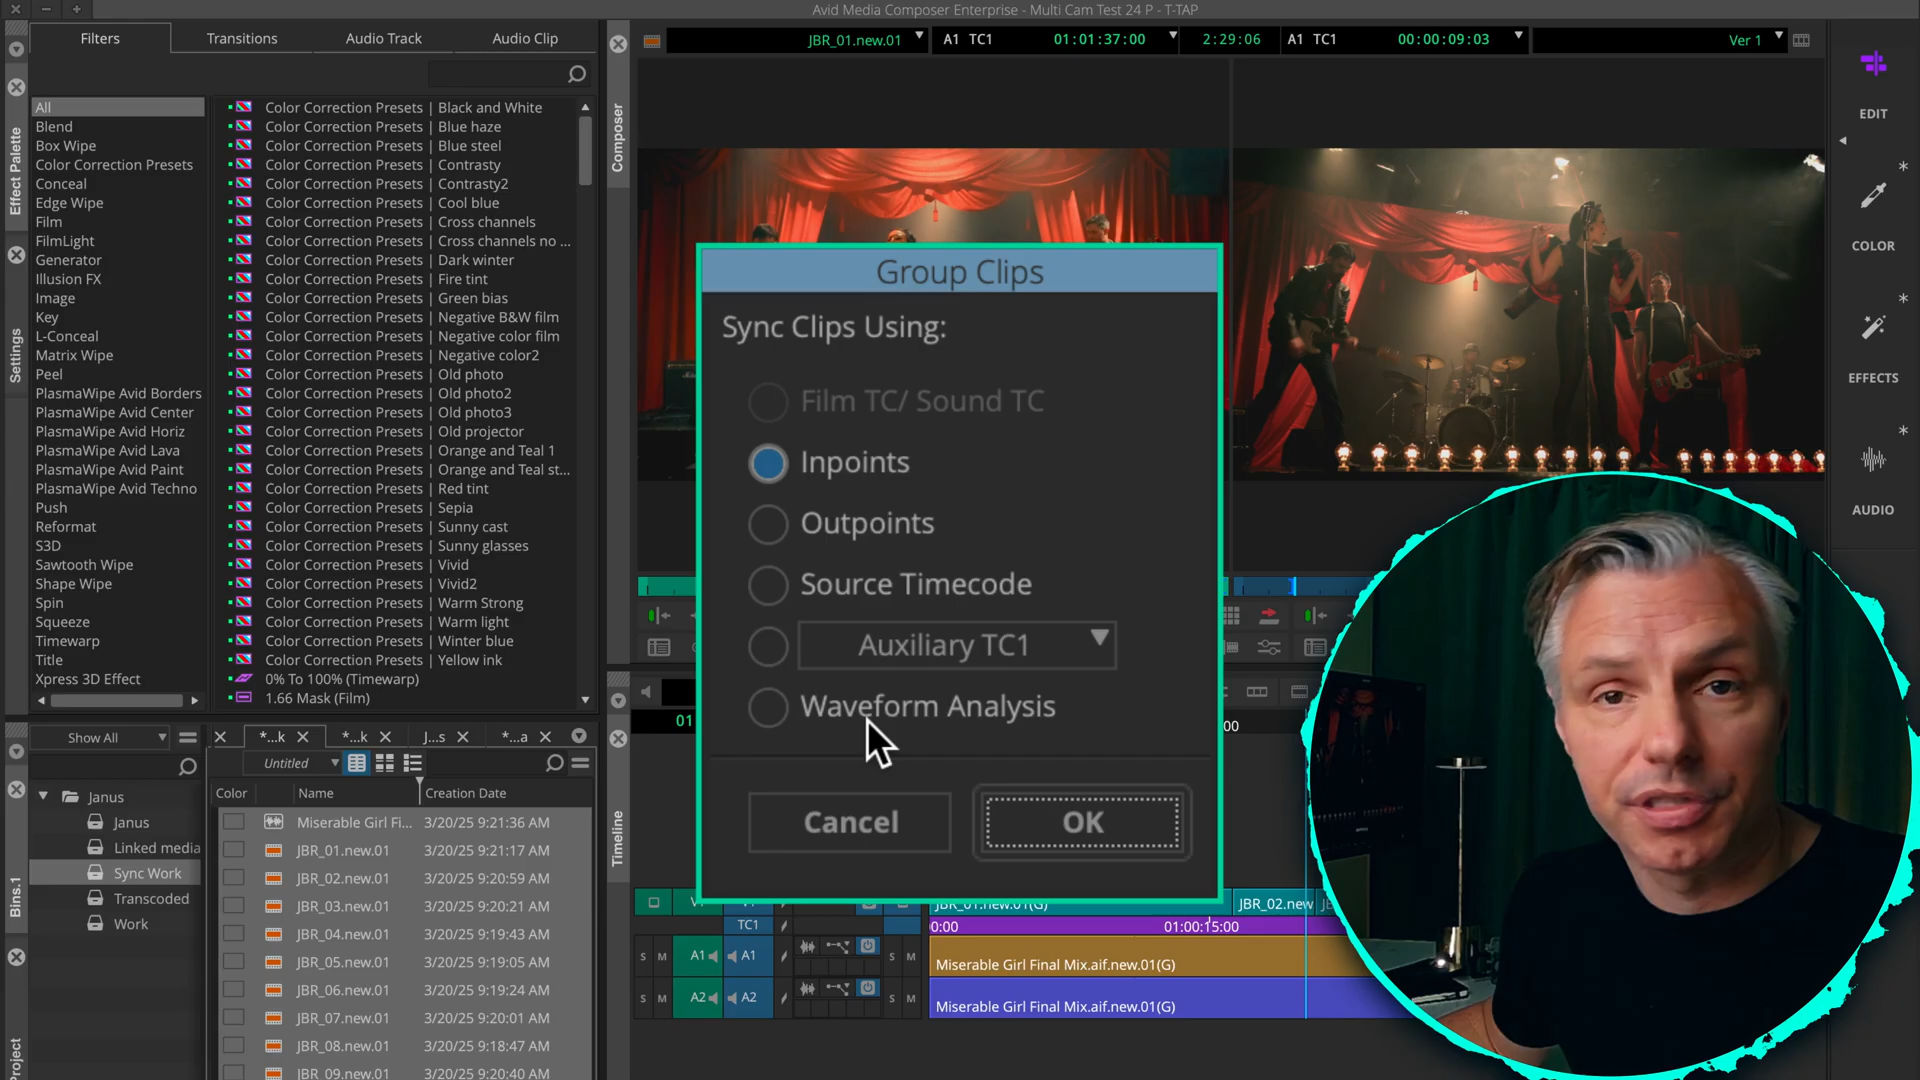 Avid Media Composer Enterprise - Multi Cam Test 24 P - T-TAP
Filters
Transitions
Audio Track
Audio Clip
Effect Palette
Settings
All
Blend
Box Wipe
Color Correction Presets
Conceal
Edge Wipe
Film
FilmLight
Generator
Illusion FX
Image
Key
L-Conceal
Matrix Wipe
Peel
PlasmaWipe Avid Borders
PlasmaWipe Avid Center
PlasmaWipe Avid Horiz
PlasmaWipe Avid Lava
PlasmaWipe Avid Paint
PlasmaWipe Avid Techno
Push
Reformat
S3D
Sawtooth Wipe
Shape Wipe
Spin
Squeeze
Timewarp
Title
Xpress 3D Effect
Color Correction Presets | Black and White
Color Correction Presets | Blue haze
Color Correction Presets | Blue steel
Color Correction Presets | Contrasty
Color Correction Presets | Contrasty2
Color Correction Presets | Cool blue
Color Correction Presets | Cross channels
Color Correction Presets | Cross channels no ...
Color Correction Presets | Dark winter
Color Correction Presets | Fire tint
Color Correction Presets | Green bias
Color Correction Presets | Negative B&W film
Color Correction Presets | Negative color film
Color Correction Presets | Negative color2
Color Correction Presets | Old photo
Color Correction Presets | Old photo2
Color Correction Presets | Old photo3
Color Correction Presets | Old projector
Color Correction Presets | Orange and Teal 1
Color Correction Presets | Orange and Teal st...
Color Correction Presets | Red tint
Color Correction Presets | Sepia
Color Correction Presets | Sunny cast
Color Correction Presets | Sunny glasses
Color Correction Presets | Vivid
Color Correction Presets | Vivid2
Color Correction Presets | Warm Strong
Color Correction Presets | Warm light
Color Correction Presets | Winter blue
Color Correction Presets | Yellow ink
0% To 100% (Timewarp)
1.66 Mask (Film)
Composer
JBR_01.new.01
A1 TC1
01:01:37:00
2:29:06
A1 TC1
00:00:09:03
Ver 1
EDIT
COLOR
EFFECTS
AUDIO
Group Clips
Sync Clips Using:
Film TC/ Sound TC
Inpoints
Outpoints
Source Timecode
Auxiliary TC1
Waveform Analysis
Cancel
OK
Bins.1
Project
Show All
*...k
*...k
J...s
*...a
Untitled
Janus
Janus
Linked media
Sync Work
Transcoded
Work
Color
Name
Creation Date
Miserable Girl Fi... 3/20/25 9:21:36 AM
JBR_01.new.01 3/20/25 9:21:17 AM
JBR_02.new.01 3/20/25 9:20:59 AM
JBR_03.new.01 3/20/25 9:20:21 AM
JBR_04.new.01 3/20/25 9:19:43 AM
JBR_05.new.01 3/20/25 9:19:05 AM
JBR_06.new.01 3/20/25 9:19:24 AM
JBR_07.new.01 3/20/25 9:20:01 AM
JBR_08.new.01 3/20/25 9:18:47 AM
JBR_09.new.01 3/20/25 9:20:40 AM
Timeline
01
:00
JBR_01.new.01(G)
JBR_02.new
TC1
0:00
01:00:15:00
S M A1 A1 S M
Miserable Girl Final Mix.aif.new.01(G)
S M A2 A2 S M
Miserable Girl Final Mix.aif.new.01(G)